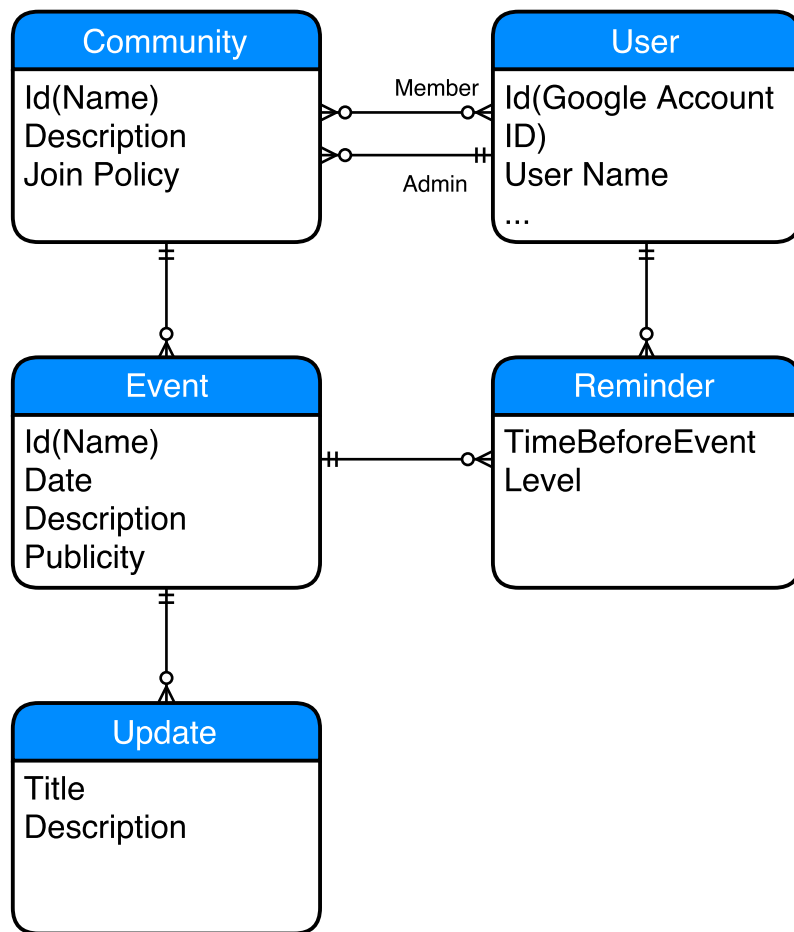 Community
Id(Name)
Description
Join Policy
Member
Admin
User
Id(Google Account
ID)
User Name
...
Event
Id(Name)
Date
Description
Publicity
Reminder
TimeBeforeEvent
Level
Update
Title
Description